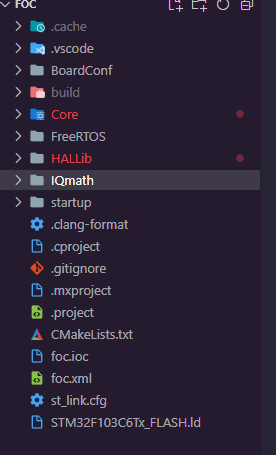 FOC
.cache
.vscode
BoardConf
build
Core
FreeRTOS
HALLib
IQmath
startup
.clang-format
.cproject
.gitignore
.mxproject
.project
CMakeLists.txt
foc.ioc
foc.xml
st_link.cfg
STM32F103C6Tx_FLASH.ld